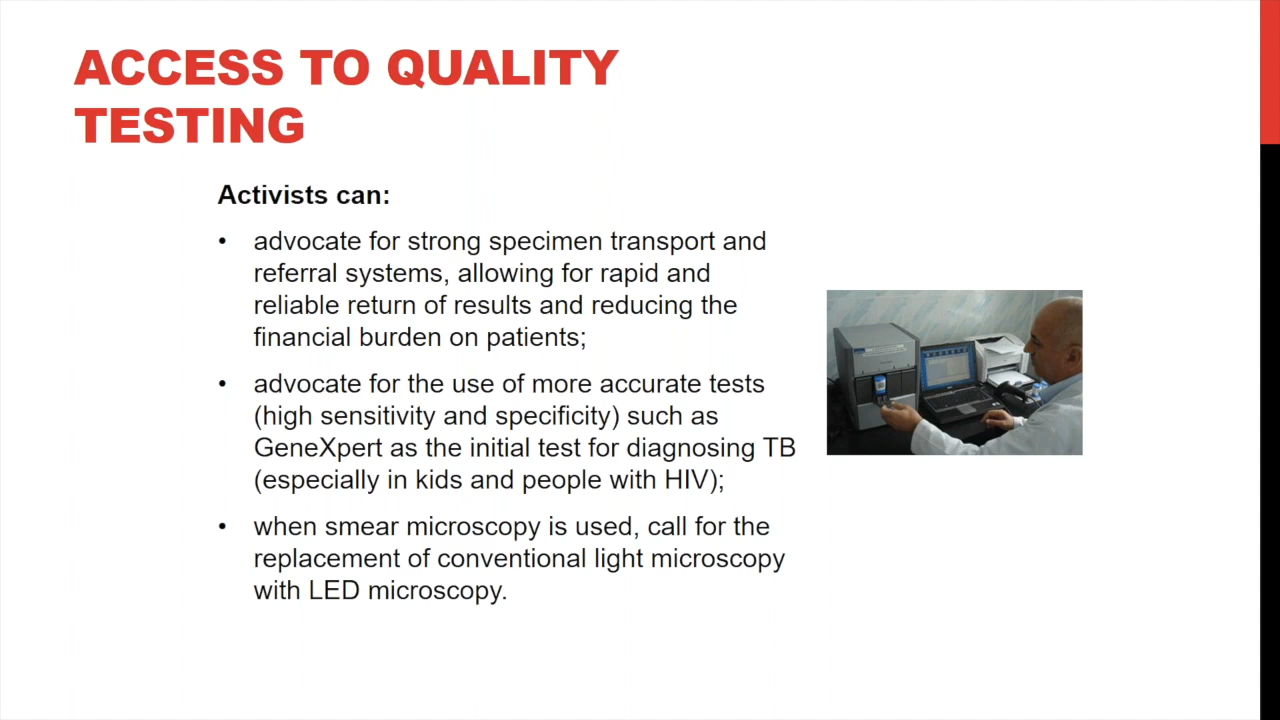 ACCESS TO QUALITY
TESTING
Activists can:
• advocate for strong specimen transport and
referral systems, allowing for rapid and
reliable return of results and reducing the
financial burden on patients;
• advocate for the use of more accurate tests
(high sensitivity and specificity) such as
GeneXpert as the initial test for diagnosing TB
(especially in kids and people with HIV);
• when smear microscopy is used, call for the
replacement of conventional light microscopy
with LED microscopy.